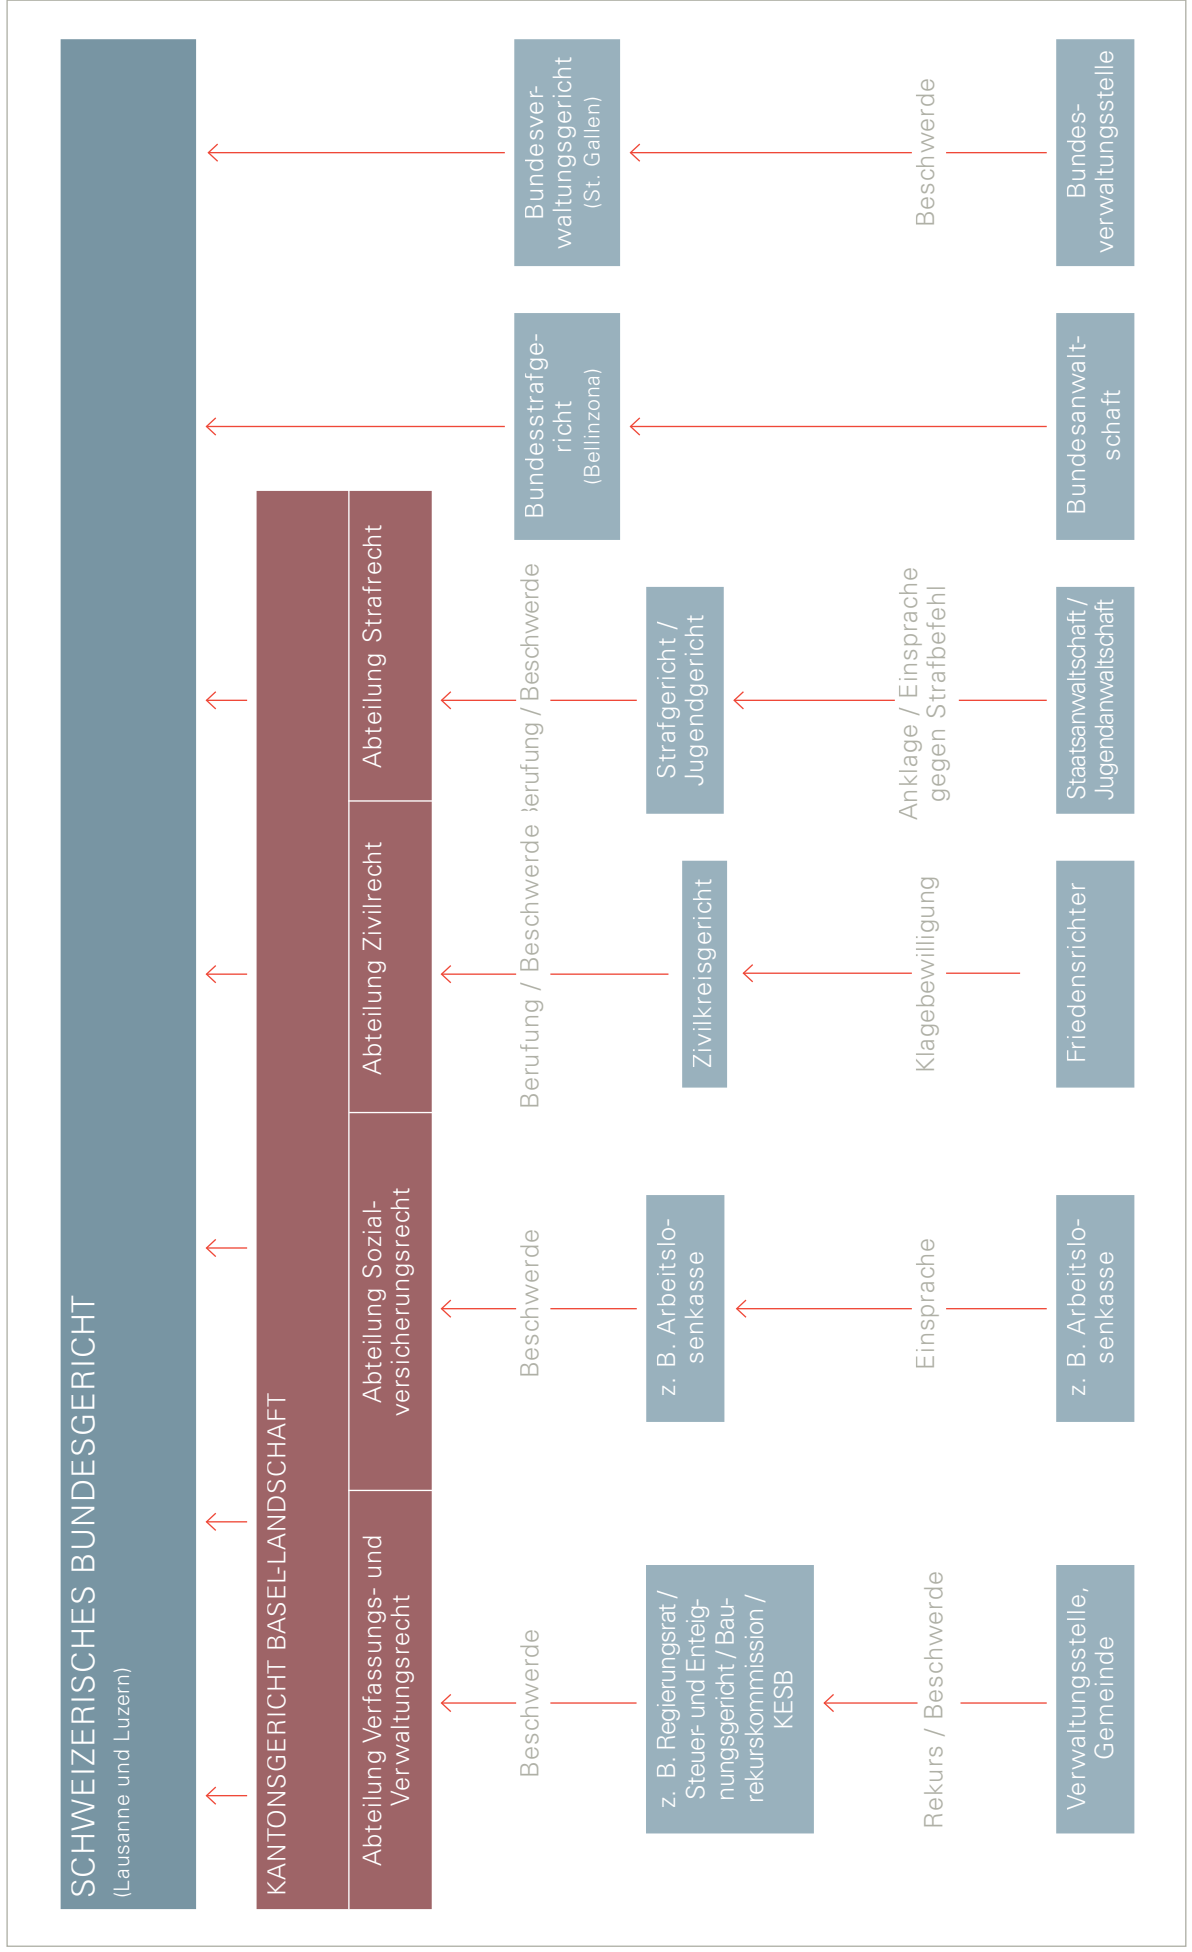 SCHWEIZERISCHES BUNDESGERICHT
(Lausanne und Luzern)
KANTONSGERICHT BASEL-LANDSCHAFT
Abteilung Verfassungs- und
Verwaltungsrecht
Abteilung Sozial-
versicherungsrecht
Abteilung Zivilrecht
Abteilung Strafrecht
Beschwerde
Beschwerde
Berufung / Beschwerde
Berufung / Beschwerde
Bundesstrafge-
richt
(Bellinzona)
Bundesver-
waltungsgericht
(St. Gallen)
z. B. Regierungsrat /
Steuer- und Enteig-
nungsgericht / Bau-
rekurskommission /
KESB
z. B. Arbeitslo-
senkasse
Zivilkreisgericht
Strafgericht /
Jugendgericht
Rekurs / Beschwerde
Einsprache
Klagebewilligung
Anklage / Einsprache
gegen Strafbefehl
Beschwerde
Verwaltungsstelle,
Gemeinde
z. B. Arbeitslo-
senkasse
Friedensrichter
Staatsanwaltschaft /
Jugendanwaltschaft
Bundesanwalt-
schaft
Bundes-
verwaltungsstelle